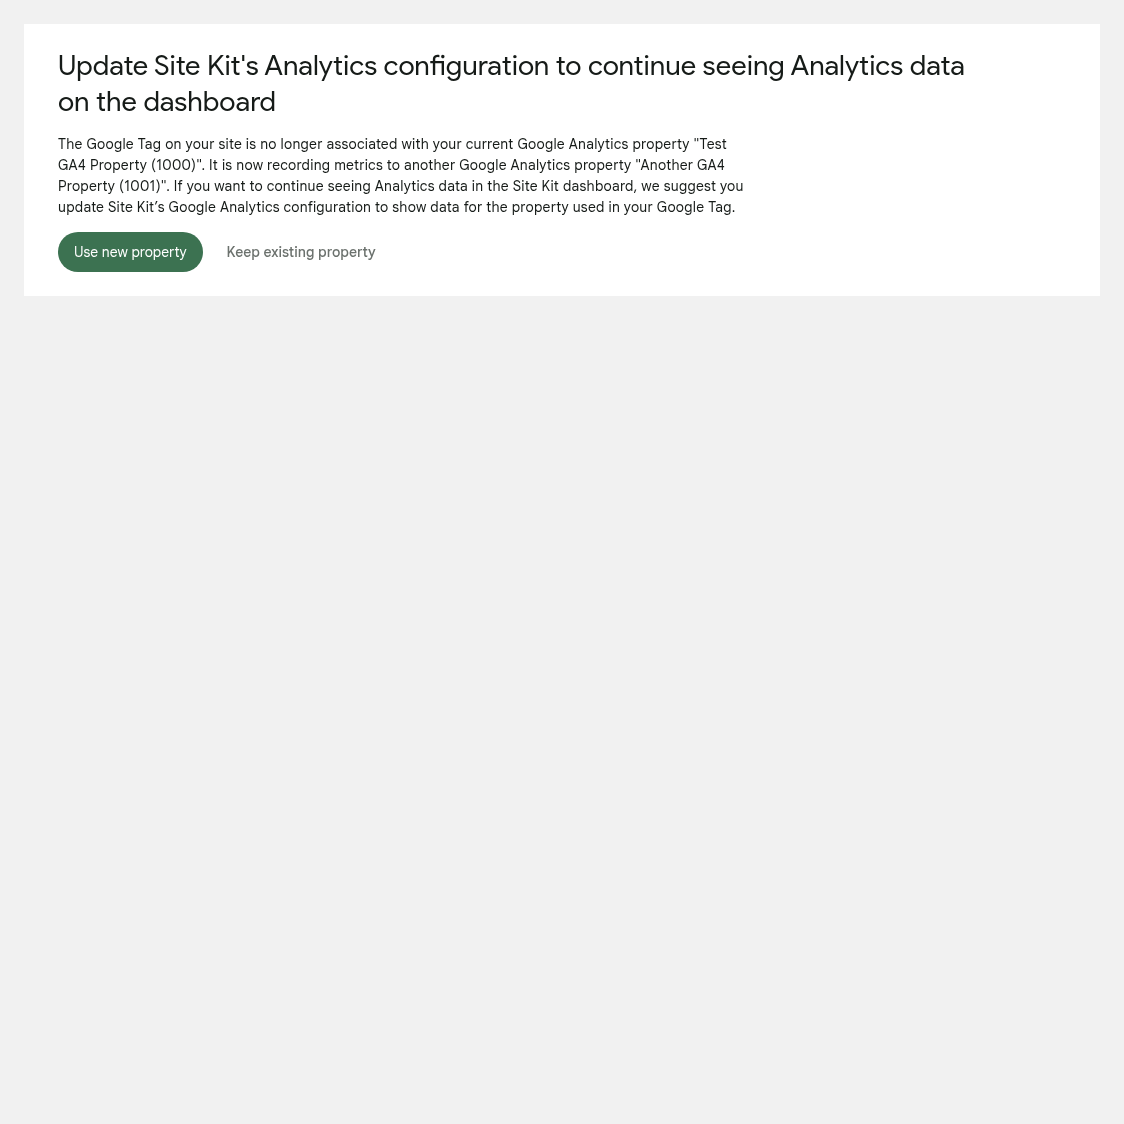 Update Site Kit's Analytics configuration to continue seeing Analytics data
on the dashboard
The Google Tag on your site is no longer associated with your current Google Analytics property "Test
GA4 Property (1000)". It is now recording metrics to another Google Analytics property "Another GA4
Property (1001)". If you want to continue seeing Analytics data in the Site Kit dashboard, we suggest you
update Site Kit’s Google Analytics configuration to show data for the property used in your Google Tag.
Use new property
Keep existing property